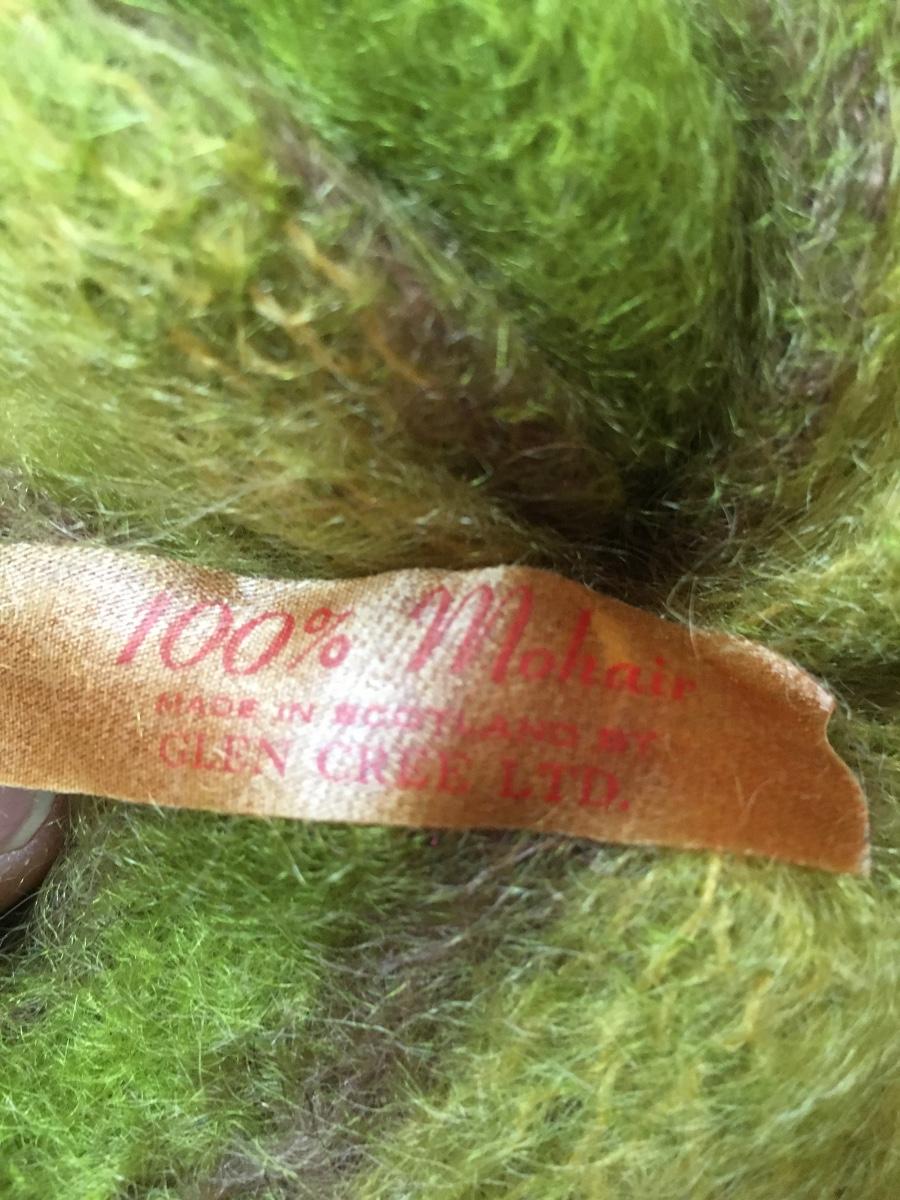 100% Mohair
MADE IN SCOTLAND BY
GLEN CREE LTD.